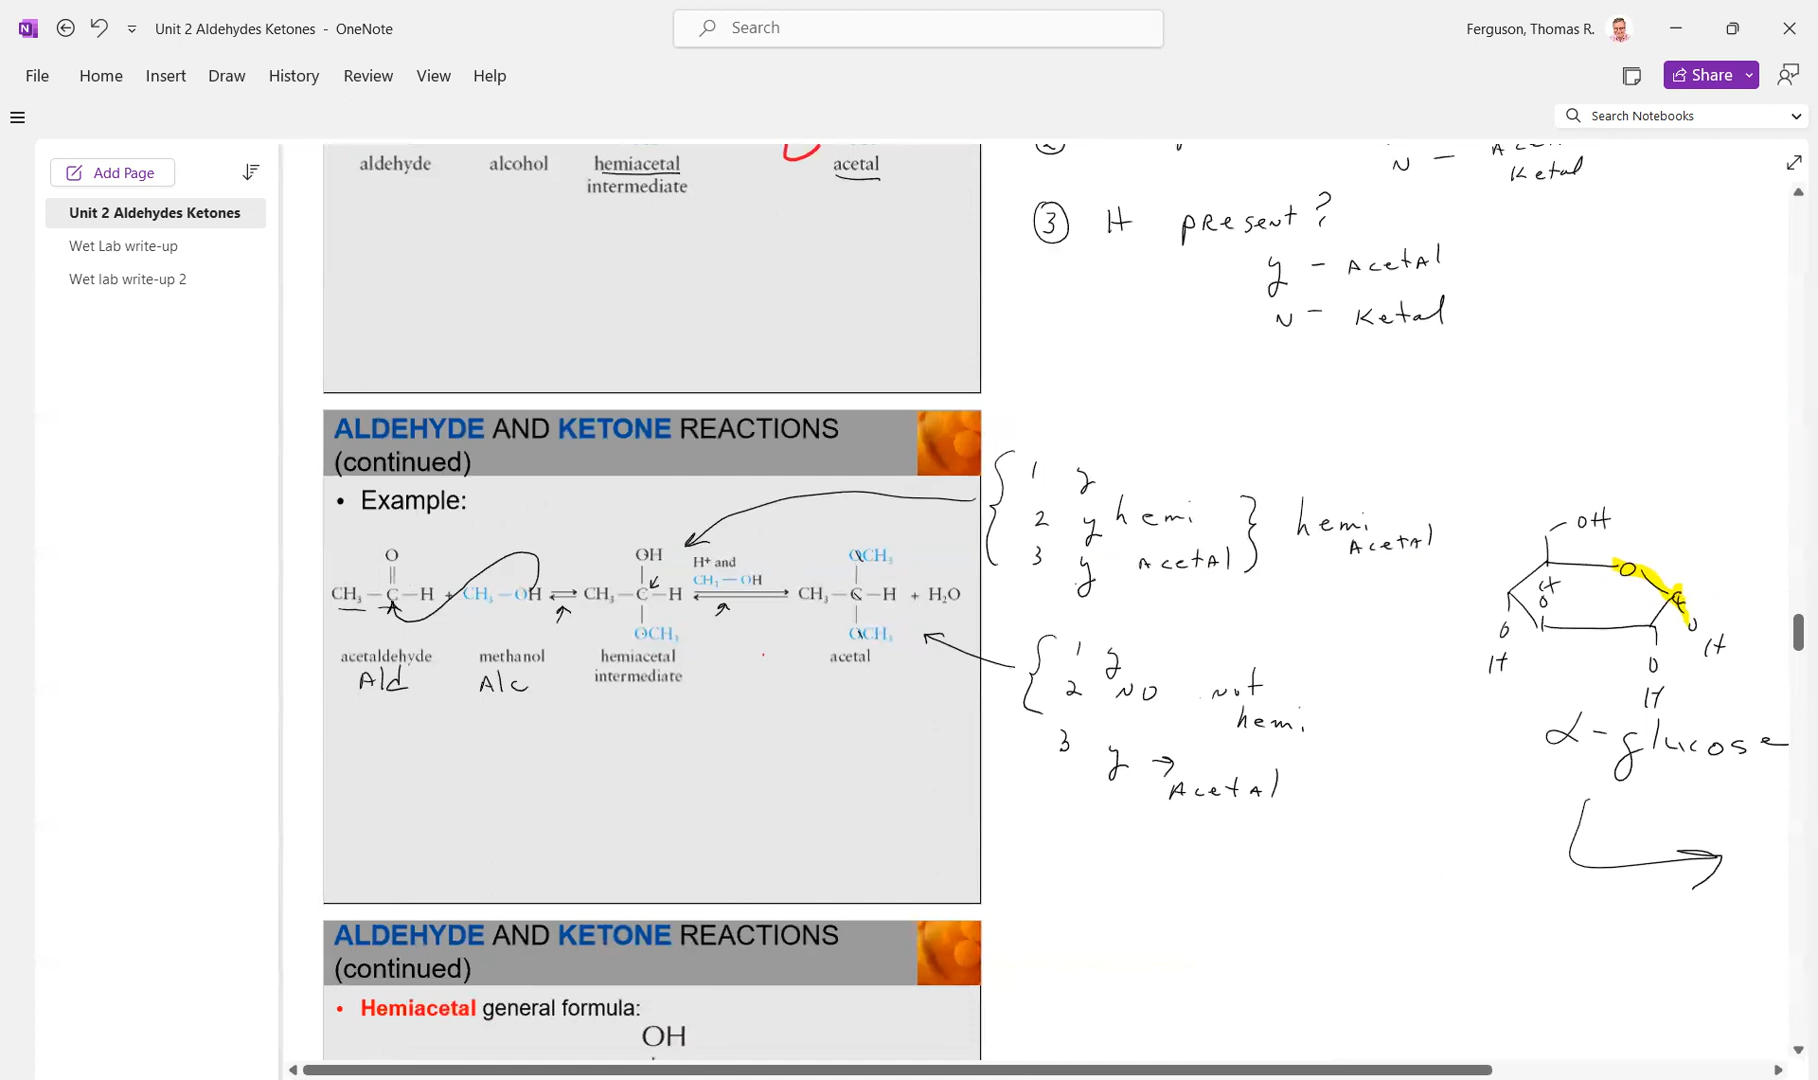 Unit 2 Aldehydes Ketones - OneNote
Search
Ferguson, Thomas R.
File
Home
Insert
Draw
History
Review
View
Help
Share
Search Notebooks
Add Page
Unit 2 Aldehydes Ketones
Wet Lab write-up
Wet lab write-up 2
aldehyde
alcohol
hemiacetal
intermediate
acetal
N - 
Ketal
3 H present?
y - Acetal
N - Ketal
ALDEHYDE AND KETONE REACTIONS
(continued)
• Example:
O
OH
H+ and
CH₃—OH
OCH₃
CH₃—C—H + CH₃—OH ⇌ CH₃—C—H ⇌ CH₃—C—H + H₂O
OCH₃
OCH₃
acetaldehyde
methanol
hemiacetal
intermediate
acetal
Ald
Alc
1 y
2 y hemi
3 y Acetal
hemi
Acetal
1 y
2 NO not
hemi
3 y →
Acetal
OH
O
H
O
O
H
O
H
O
H
α-glucose
ALDEHYDE AND KETONE REACTIONS
(continued)
• Hemiacetal general formula:
OH